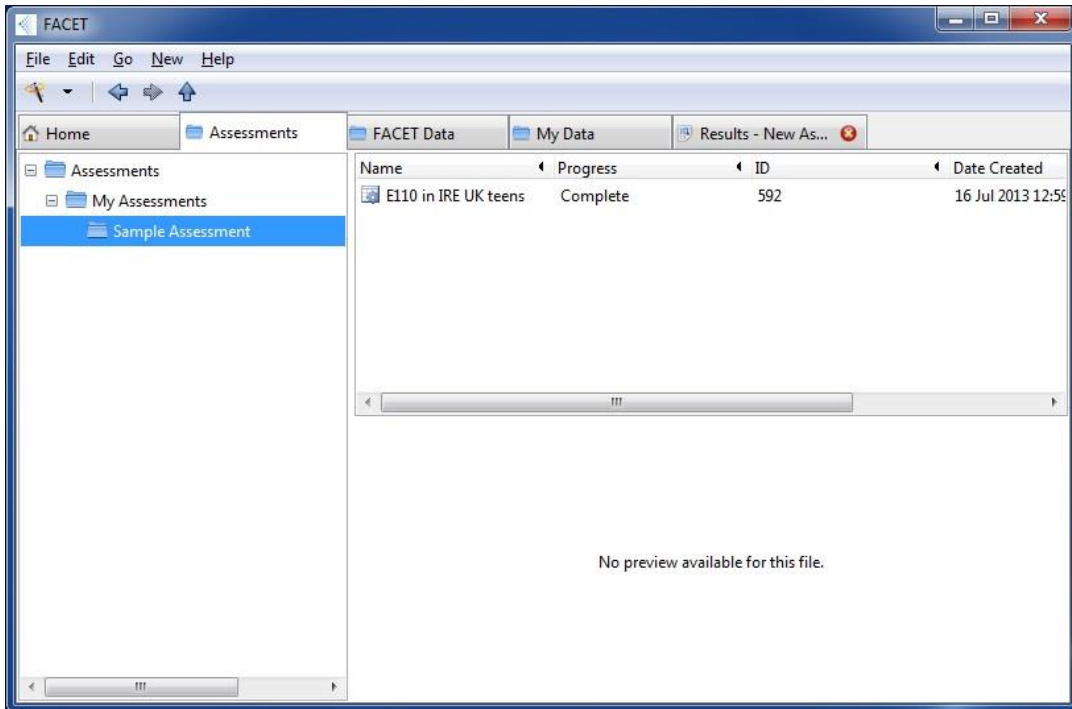 FACET
File Edit Go New Help
Home Assessments FACET Data My Data Results - New As...
Assessments
My Assessments
Sample Assessment
Name Progress ID Date Created
E110 in IRE UK teens Complete 592 16 Jul 2013 12:59
No preview available for this file.